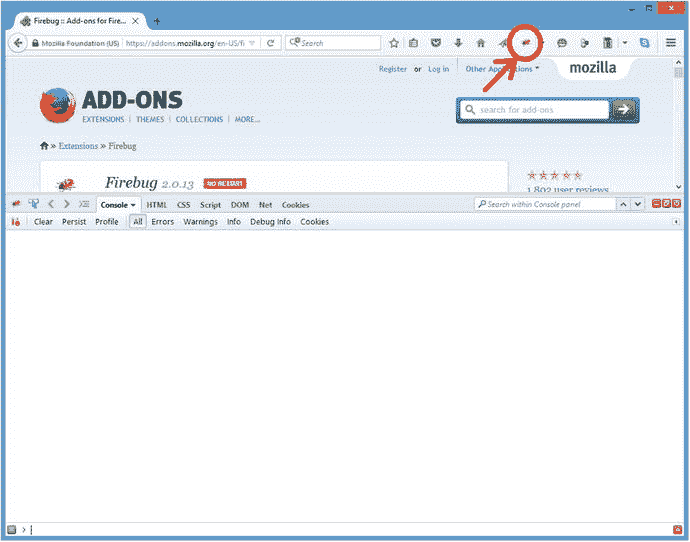 Firebug :: Add-ons for Fire...
Mozilla Foundation (US) https://addons.mozilla.org/en-US/fi Search
Register or Log in Other Applications mozilla
ADD-ONS
EXTENSIONS | THEMES | COLLECTIONS | MORE...
search for add-ons
» Extensions » Firebug
Firebug 2.0.13 NO RESTART
1,802 user reviews
Console HTML CSS Script DOM Net Cookies Search within Console panel
Clear Persist Profile All Errors Warnings Info Debug Info Cookies